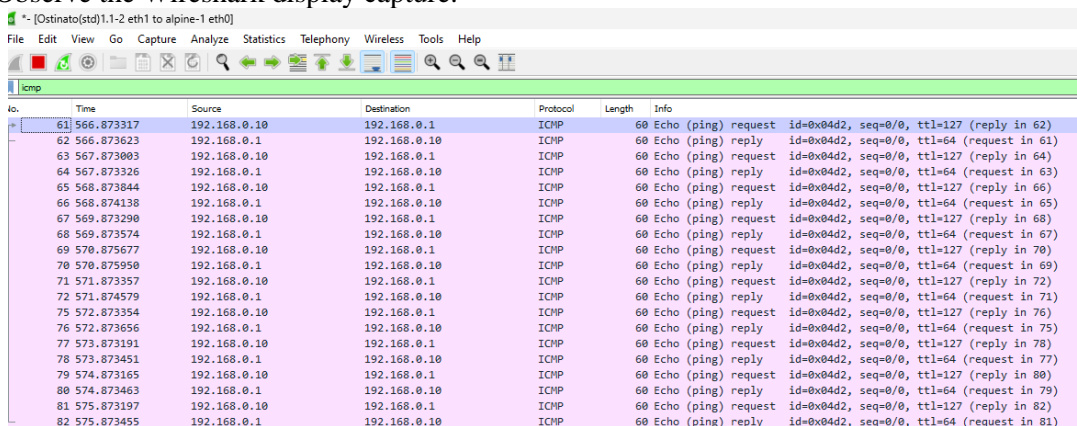 Observe the Wireshark display capture.
*- [Ostinato(std)1.1-2 eth1 to alpine-1 eth0]
File Edit View Go Capture Analyze Statistics Telephony Wireless Tools Help
icmp
No. Time Source Destination Protocol Length Info
61 566.873317 192.168.0.10 192.168.0.1 ICMP 60 Echo (ping) request id=0x04d2, seq=0/0, ttl=127 (reply in 62)
62 566.873623 192.168.0.1 192.168.0.10 ICMP 60 Echo (ping) reply id=0x04d2, seq=0/0, ttl=64 (request in 61)
63 567.873003 192.168.0.10 192.168.0.1 ICMP 60 Echo (ping) request id=0x04d2, seq=0/0, ttl=127 (reply in 64)
64 567.873326 192.168.0.1 192.168.0.10 ICMP 60 Echo (ping) reply id=0x04d2, seq=0/0, ttl=64 (request in 63)
65 568.873844 192.168.0.10 192.168.0.1 ICMP 60 Echo (ping) request id=0x04d2, seq=0/0, ttl=127 (reply in 66)
66 568.874138 192.168.0.1 192.168.0.10 ICMP 60 Echo (ping) reply id=0x04d2, seq=0/0, ttl=64 (request in 65)
67 569.873290 192.168.0.10 192.168.0.1 ICMP 60 Echo (ping) request id=0x04d2, seq=0/0, ttl=127 (reply in 68)
68 569.873574 192.168.0.1 192.168.0.10 ICMP 60 Echo (ping) reply id=0x04d2, seq=0/0, ttl=64 (request in 67)
69 570.875677 192.168.0.10 192.168.0.1 ICMP 60 Echo (ping) request id=0x04d2, seq=0/0, ttl=127 (reply in 70)
70 570.875950 192.168.0.1 192.168.0.10 ICMP 60 Echo (ping) reply id=0x04d2, seq=0/0, ttl=64 (request in 69)
71 571.873357 192.168.0.10 192.168.0.1 ICMP 60 Echo (ping) request id=0x04d2, seq=0/0, ttl=127 (reply in 72)
72 571.874579 192.168.0.1 192.168.0.10 ICMP 60 Echo (ping) reply id=0x04d2, seq=0/0, ttl=64 (request in 71)
75 572.873354 192.168.0.10 192.168.0.1 ICMP 60 Echo (ping) request id=0x04d2, seq=0/0, ttl=127 (reply in 76)
76 572.873656 192.168.0.1 192.168.0.10 ICMP 60 Echo (ping) reply id=0x04d2, seq=0/0, ttl=64 (request in 75)
77 573.873191 192.168.0.10 192.168.0.1 ICMP 60 Echo (ping) request id=0x04d2, seq=0/0, ttl=127 (reply in 78)
78 573.873451 192.168.0.1 192.168.0.10 ICMP 60 Echo (ping) reply id=0x04d2, seq=0/0, ttl=64 (request in 77)
79 574.873165 192.168.0.10 192.168.0.1 ICMP 60 Echo (ping) request id=0x04d2, seq=0/0, ttl=127 (reply in 80)
80 574.873463 192.168.0.1 192.168.0.10 ICMP 60 Echo (ping) reply id=0x04d2, seq=0/0, ttl=64 (request in 79)
81 575.873197 192.168.0.10 192.168.0.1 ICMP 60 Echo (ping) request id=0x04d2, seq=0/0, ttl=127 (reply in 82)
82 575.873455 192.168.0.1 192.168.0.10 ICMP 60 Echo (ping) reply id=0x04d2, seq=0/0, ttl=64 (request in 81)